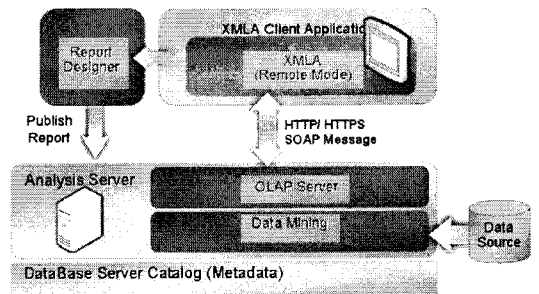 XMLA Client Applicatio
Report
Designer
XMLA
(Remote Mode)
Publish
Report
HTTP/ HTTPS
SOAP Message
Analysis Server
OLAP Server
Data Mining
Data
Source
DataBase Server Catalog (Metadata)